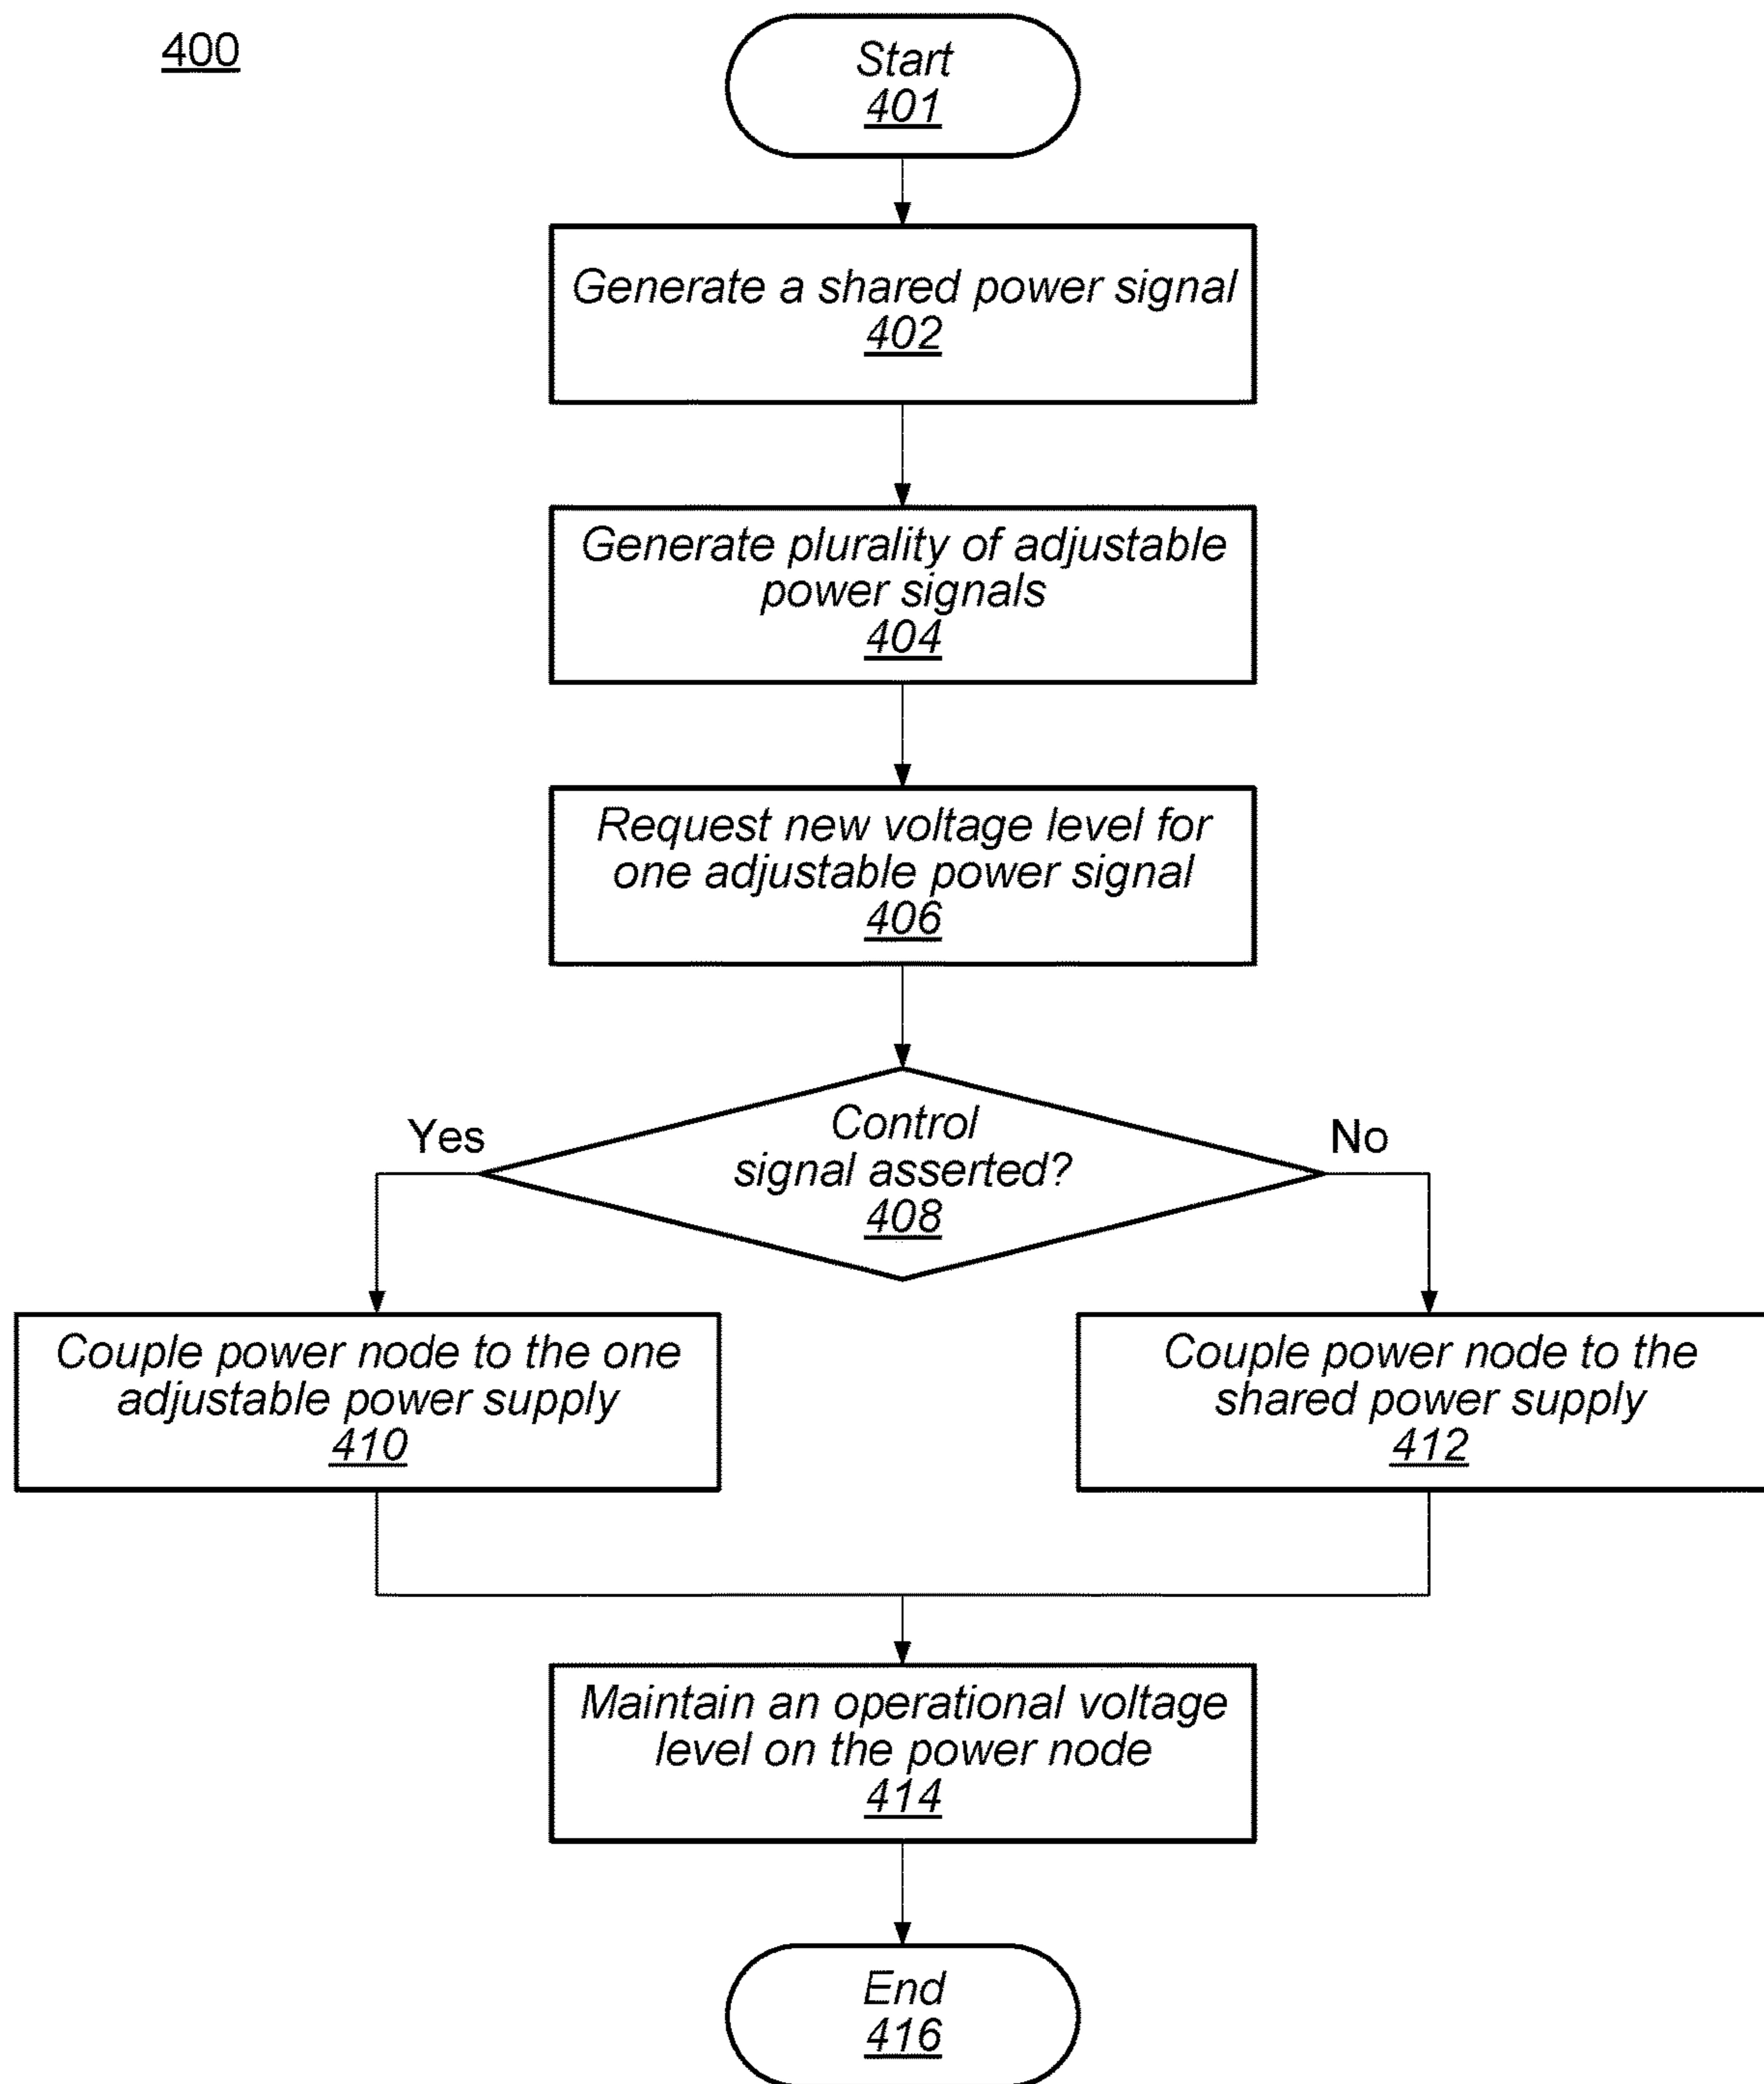 400
Start
401
Generate a shared power signal
402
Generate plurality of adjustable
power signals
404
Request new voltage level for
one adjustable power signal
406
Control
signal asserted?
408
Yes
No
Couple power node to the one
adjustable power supply
410
Couple power node to the
shared power supply
412
Maintain an operational voltage
level on the power node
414
End
416